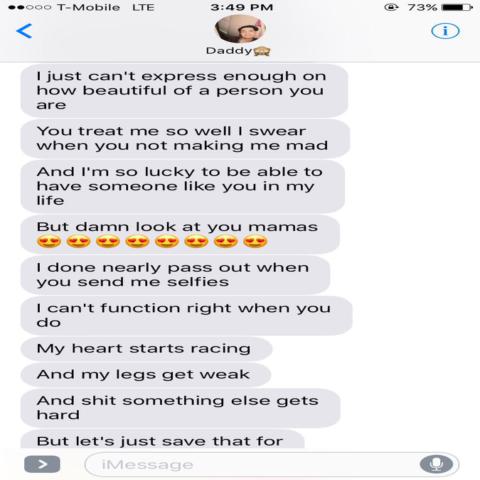 T-Mobile LTE 3:49 PM 73%
Daddy🙈
I just can't express enough on
how beautiful of a person you
are
You treat me so well I swear
when you not making me mad
And I'm so lucky to be able to
have someone like you in my
life
But damn look at you mamas
😍 😍 😍 😍 😍 😍 😍 😍
I done nearly pass out when
you send me selfies
I can't function right when you
do
My heart starts racing
And my legs get weak
And shit something else gets
hard
But let's just save that for
iMessage